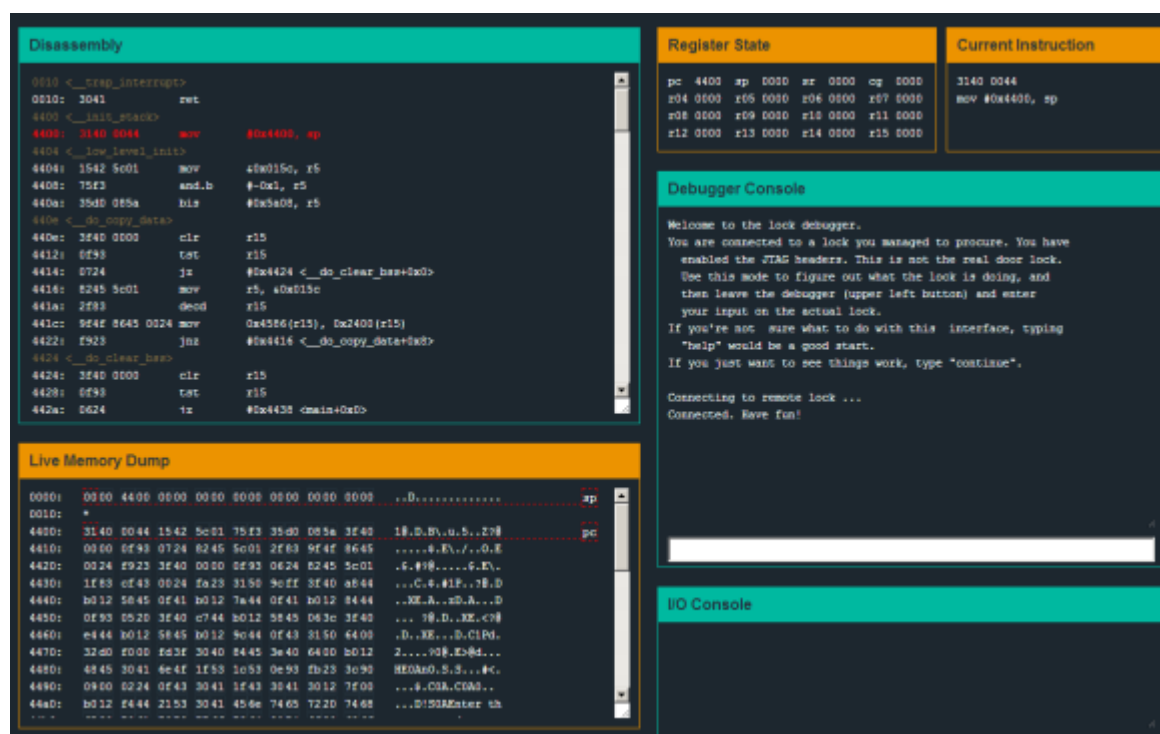 Disassembly
0010 <__trap_interrupt>
0010: 3041 ret
4400 <__init_stack>
4400: 3140 0044 mov #0x4400, sp
4404 <__low_level_init>
4404: 1542 5c01 mov &0x015c, r5
4408: 75f3 and.b #-0x1, r5
440a: 35d0 085a bis #0x5a08, r5
440e <__do_copy_data>
440e: 3f40 0000 clr r15
4412: 0f93 tst r15
4414: 0724 jz #0x4424 <__do_clear_bss+0x0>
4416: 8245 5c01 mov r5, &0x015c
441a: 2f83 decd r15
441c: 9f4f 8645 0024 mov 0x4586(r15), 0x2400(r15)
4422: f923 jnz #0x4416 <__do_copy_data+0x8>
4424 <__do_clear_bss>
4424: 3f40 0000 clr r15
4428: 0f93 tst r15
442a: 0624 jz #0x4438 <main+0x0>
Register State
pc 4400 sp 0000 sr 0000 cg 0000
r04 0000 r05 0000 r06 0000 r07 0000
r08 0000 r09 0000 r10 0000 r11 0000
r12 0000 r13 0000 r14 0000 r15 0000
Current Instruction
3140 0044
mov #0x4400, sp
Debugger Console
Welcome to the lock debugger.
You are connected to a lock you managed to procure. You have
enabled the JTAG headers. This is not the real door lock.
Use this mode to figure out what the lock is doing, and
then leave the debugger (upper left button) and enter
your input on the actual lock.
If you're not sure what to do with this interface, typing
"help" would be a good start.
If you just want to see things work, type "continue".
Connecting to remote lock ...
Connected. Have fun!
Live Memory Dump
0000: 0000 4400 0000 0000 0000 0000 0000 0000 ..D............. sp
0010: *
4400: 3140 0044 1542 5c01 75f3 35d0 085a 3f40 1@.D.B\.u.5..Z?@ pc
4410: 0000 0f93 0724 8245 5c01 2f83 9f4f 8645 .....$.E\./..O.E
4420: 0024 f923 3f40 0000 0f93 0624 8245 5c01 .$.#?@.....$.E\.
4430: 1f83 cf43 0024 fa23 3150 9cff 3f40 a844 ...C.$.#1P..?@.D
4440: b012 5845 0f41 b012 7a44 0f41 b012 8444 ..XE.A..zD.A...D
4450: 0f93 0520 3f40 c744 b012 5845 063c 3f40 ... ?@.D..XE.<?@
4460: e444 b012 5845 b012 9c44 0f43 3150 6400 .D..XE...D.C1Pd.
4470: 32d0 f000 fd3f 3040 8445 3e40 6400 b012 2....?0@.E>@d...
4480: 4845 3041 6e4f 1f53 1c53 0e93 fb23 3c90 HE0AnO.S.S...#<.
4490: 0900 0224 0f43 3041 1f43 3041 3012 7f00 ...$.C0A.C0A0...
44a0: b012 f444 2153 3041 456e 7465 7220 7468 ...D!S0AEnter th
I/O Console